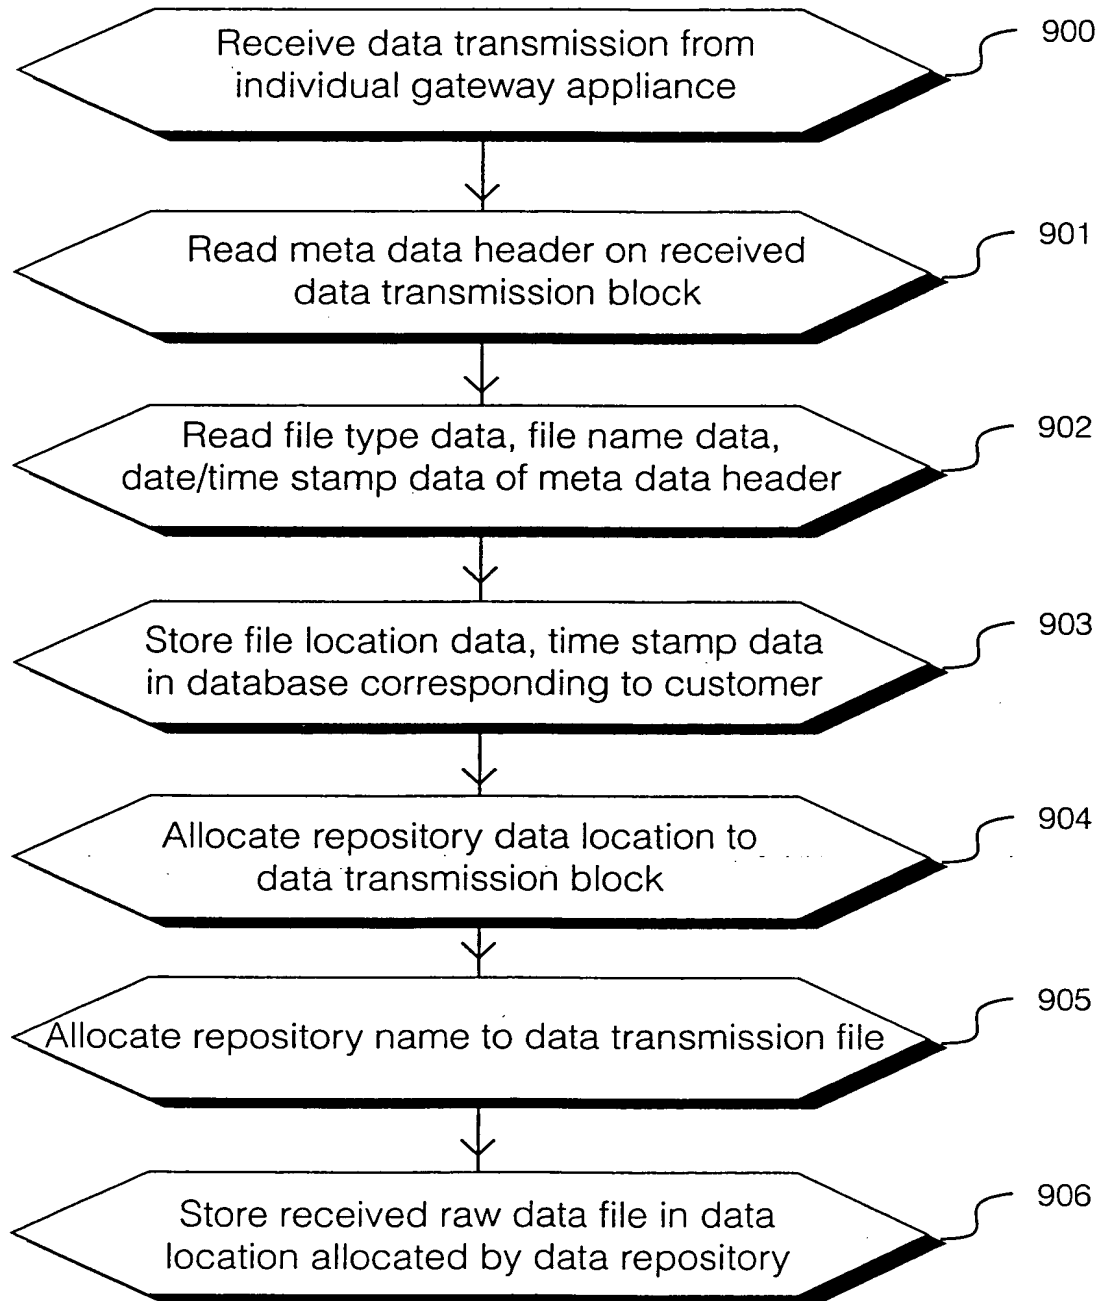 Receive data transmission from
individual gateway appliance
900
Read meta data header on received
data transmission block
901
Read file type data, file name data,
date/time stamp data of meta data header
902
Store file location data, time stamp data
in database corresponding to customer
903
Allocate repository data location to
data transmission block
904
Allocate repository name to data transmission file
905
Store received raw data file in data
location allocated by data repository
906